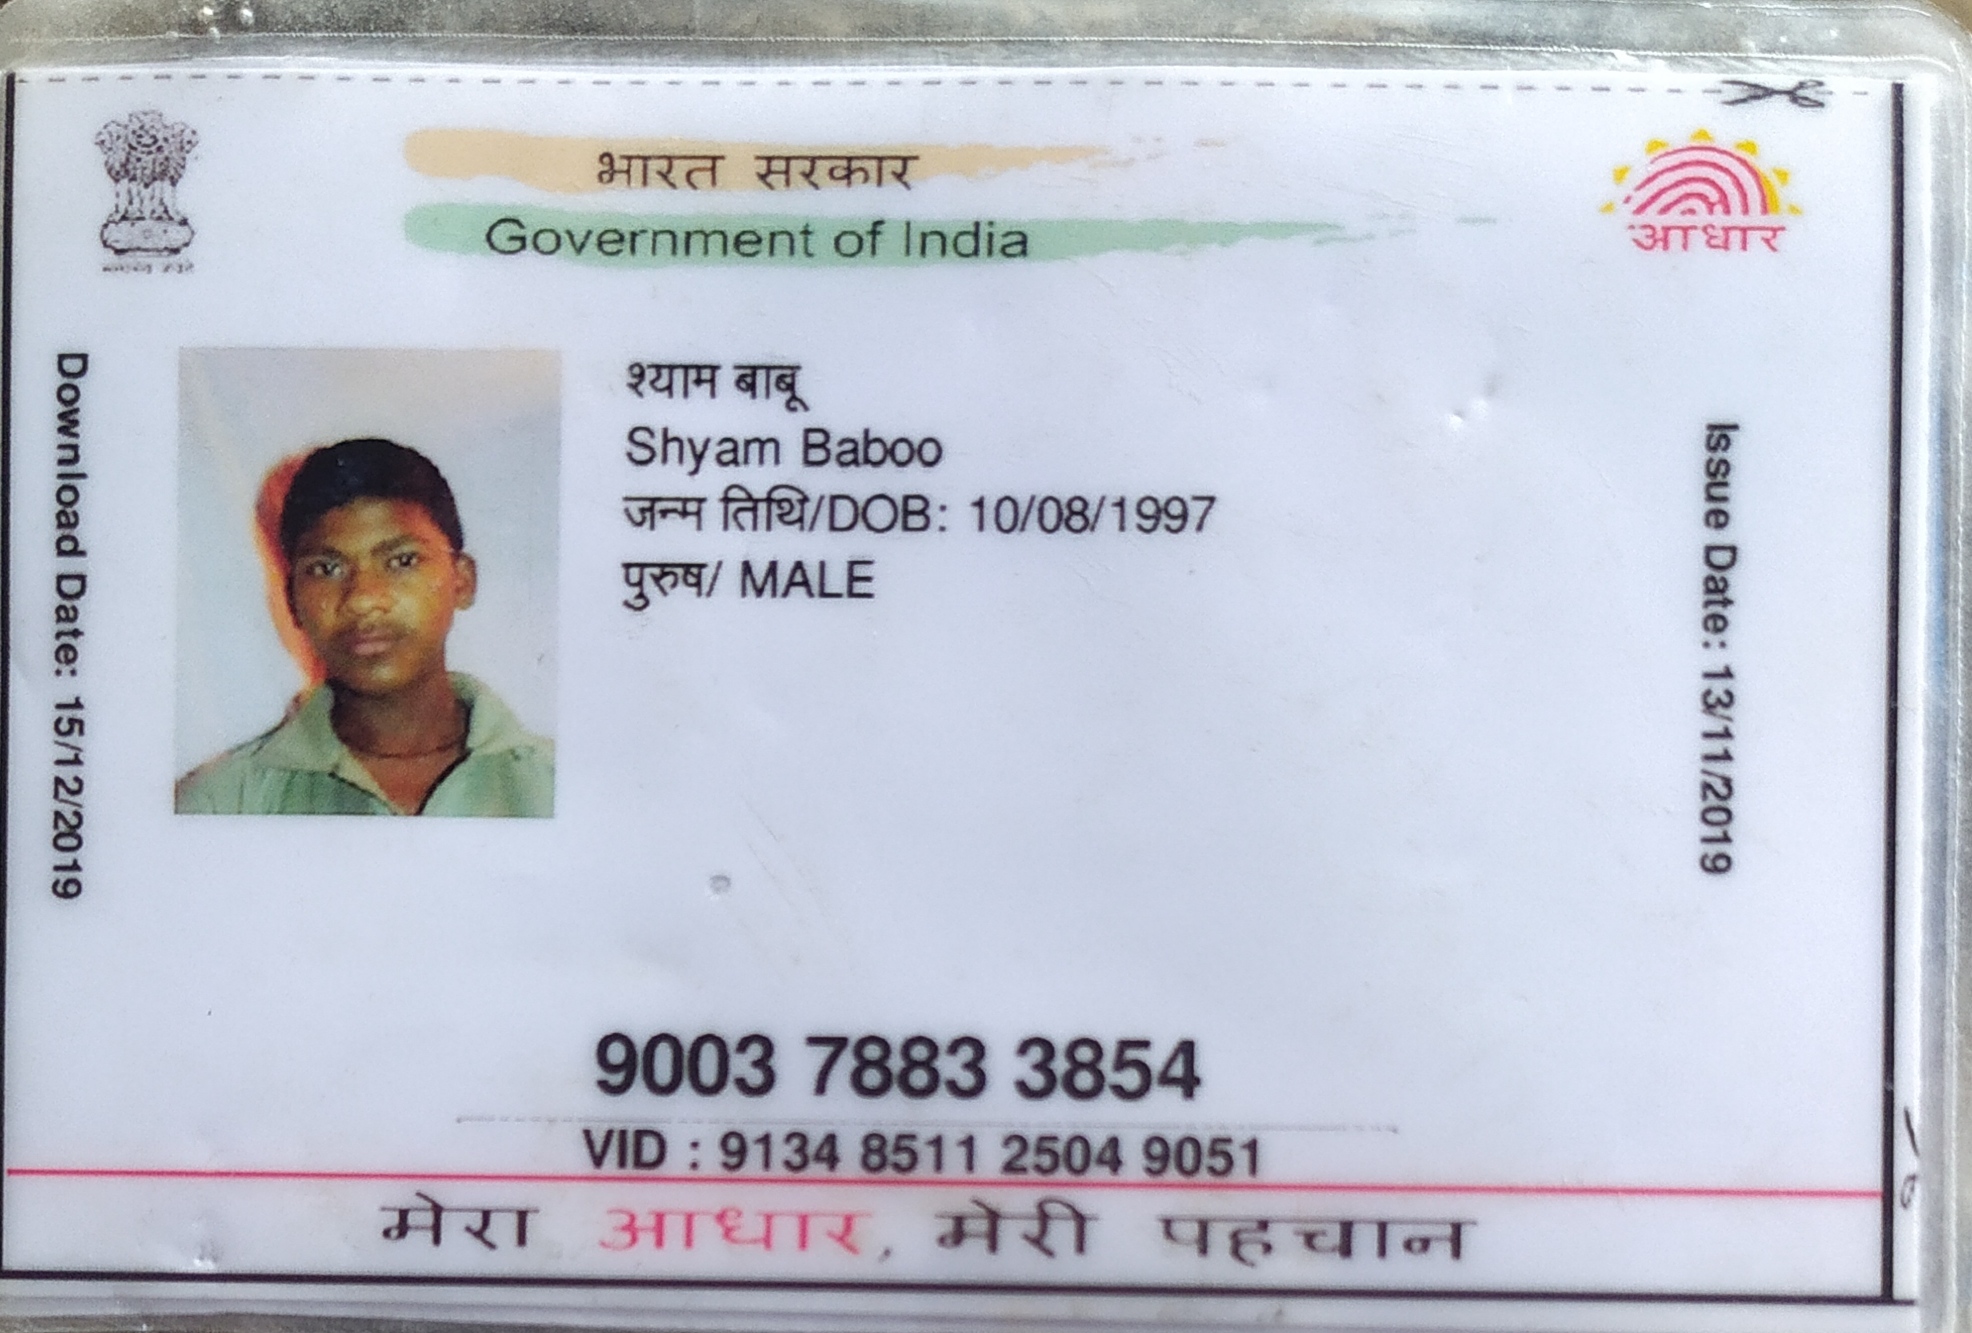 भारत सरकार
Government of India
आधार
Download Date: 15/12/2019
श्याम बाबू
Shyam Baboo
जन्म तिथि/DOB: 10/08/1997
पुरुष/ MALE
Issue Date: 13/11/2019
9003 7883 3854
VID : 9134 8511 2504 9051
मेरा आधार, मेरी पहचान